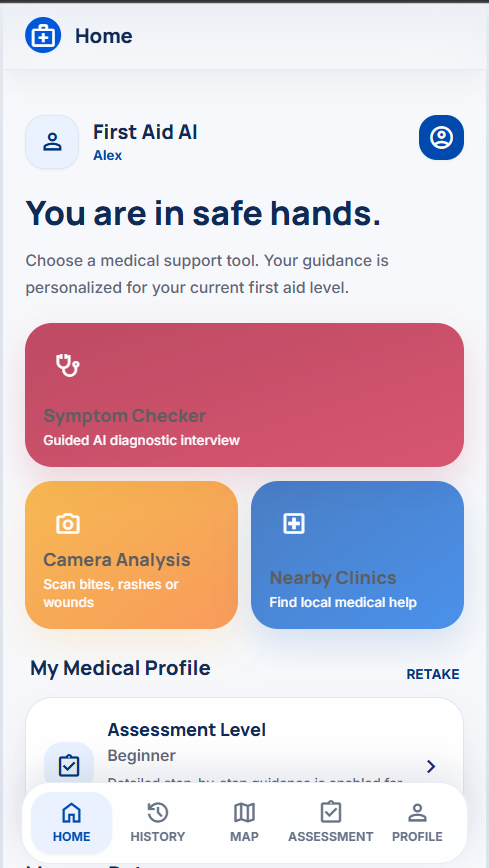 Home
First Aid AI
Alex
You are in safe hands.
Choose a medical support tool. Your guidance is
personalized for your current first aid level.
Symptom Checker
Guided AI diagnostic interview
Camera Analysis
Scan bites, rashes or
wounds
Nearby Clinics
Find local medical help
My Medical Profile
RETAKE
Assessment Level
Beginner
Detailed step-by-step guidance is enabled for
HOME
HISTORY
MAP
ASSESSMENT
PROFILE